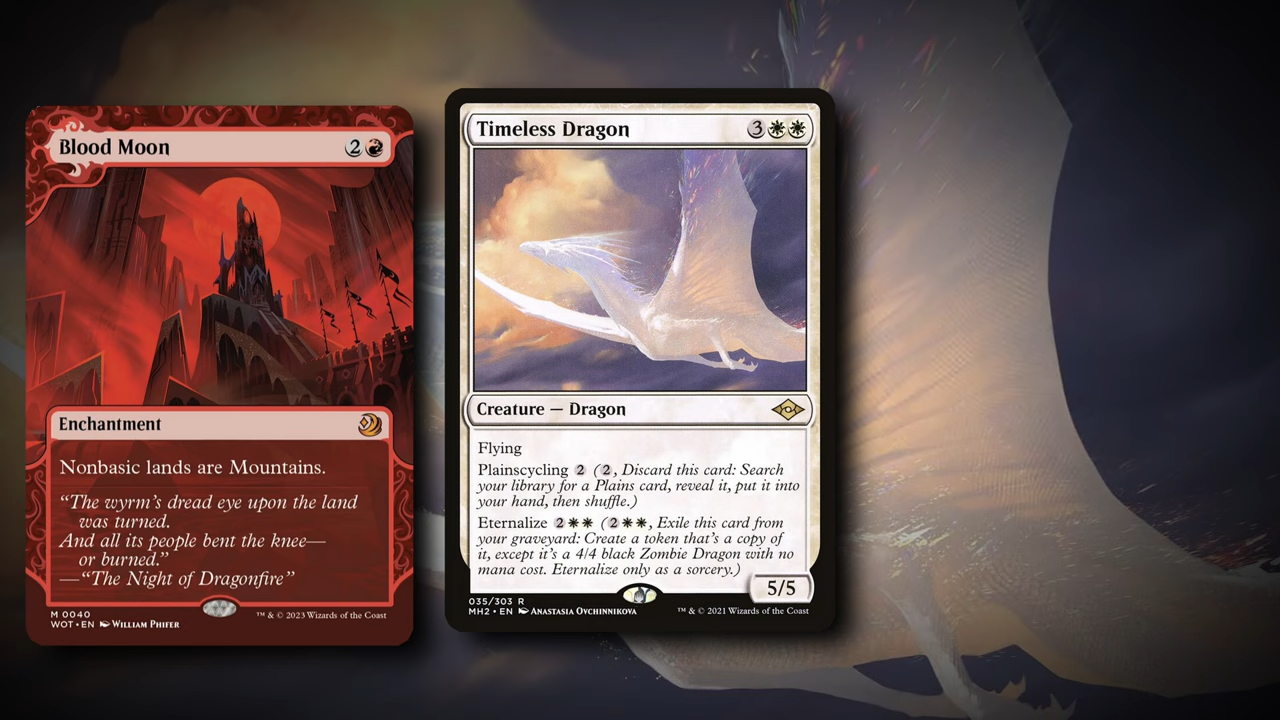 Blood Moon 2
Enchantment
Nonbasic lands are Mountains.
“The wyrm’s dread eye upon the land
was turned.
And all its people bent the knee—
or burned.”
—“The Night of Dragonfire”
M 0040
WOT • EN WILLIAM PHIFER
™ & © 2023 Wizards of the Coast
Timeless Dragon 3
Creature — Dragon
Flying
Plainscycling 2 (2, Discard this card: Search
your library for a Plains card, reveal it, put it into
your hand, then shuffle.)
Eternalize 2 (2, Exile this card from
your graveyard: Create a token that’s a copy of
it, except it’s a 4/4 black Zombie Dragon with no
mana cost. Eternalize only as a sorcery.)
5/5
035/303 R
MH2 • EN ANASTASIA OVCHINNIKOVA
™ & © 2021 Wizards of the Coast